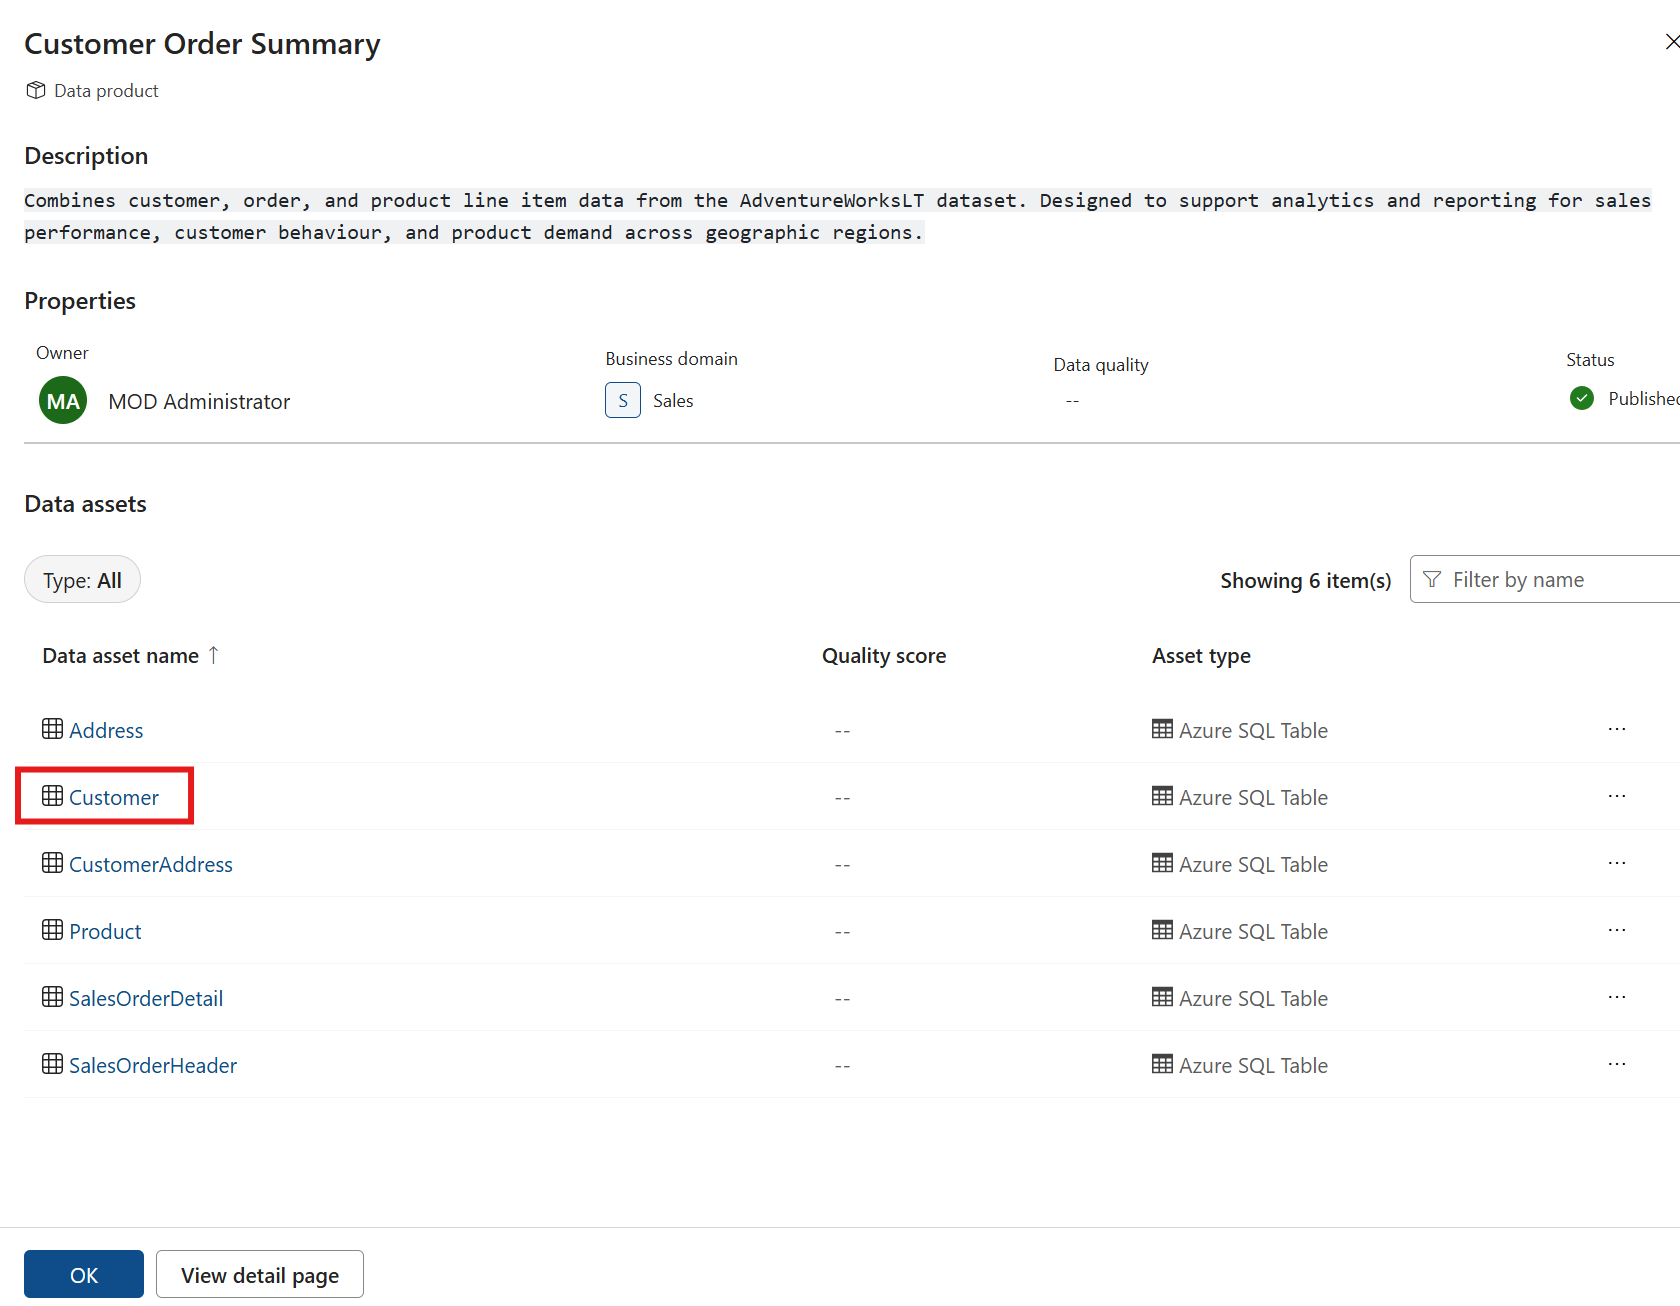 Customer Order Summary
Data product
Description
Combines customer, order, and product line item data from the AdventureWorksLT dataset. Designed to support analytics and reporting for sales
performance, customer behaviour, and product demand across geographic regions.
Properties
Owner
Business domain
Data quality
Status
MA MOD Administrator
S Sales
--
Published
Data assets
Type: All
Showing 6 item(s)
Filter by name
Data asset name ↑ Quality score Asset type
Address -- Azure SQL Table ...
Customer -- Azure SQL Table ...
CustomerAddress -- Azure SQL Table ...
Product -- Azure SQL Table ...
SalesOrderDetail -- Azure SQL Table ...
SalesOrderHeader -- Azure SQL Table ...
OK
View detail page